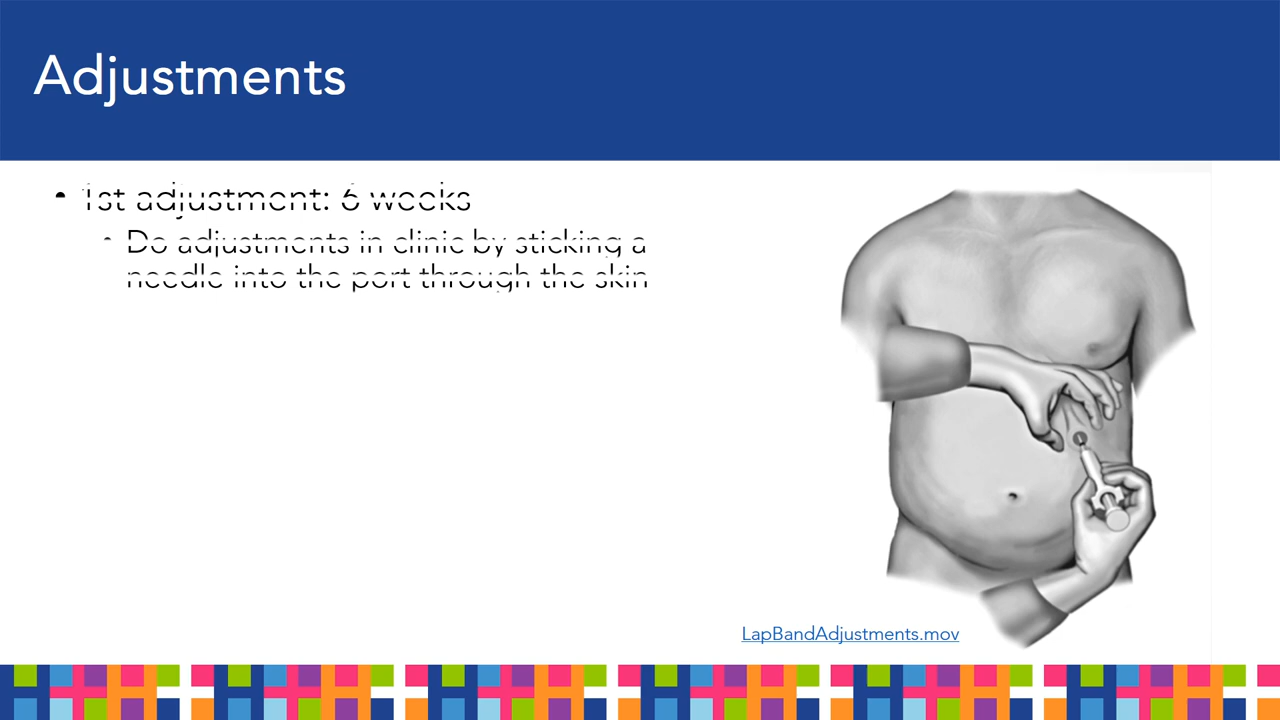 Adjustments
• 1st adjustment: 6 weeks
• Do adjustments in clinic by sticking a
needle into the port through the skin
LapBandAdjustments.mov